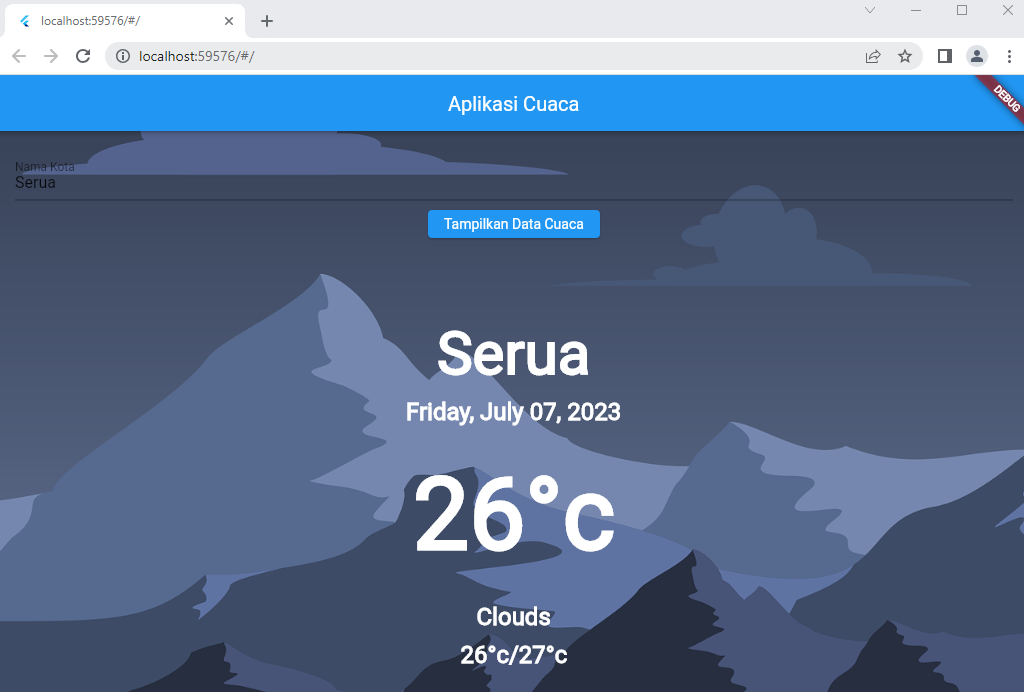 localhost:59576/#/
localhost:59576/#/
Aplikasi Cuaca
DEBUG
Nama Kota
Serua
Tampilkan Data Cuaca
Serua
Friday, July 07, 2023
26°c
Clouds
26°c/27°c